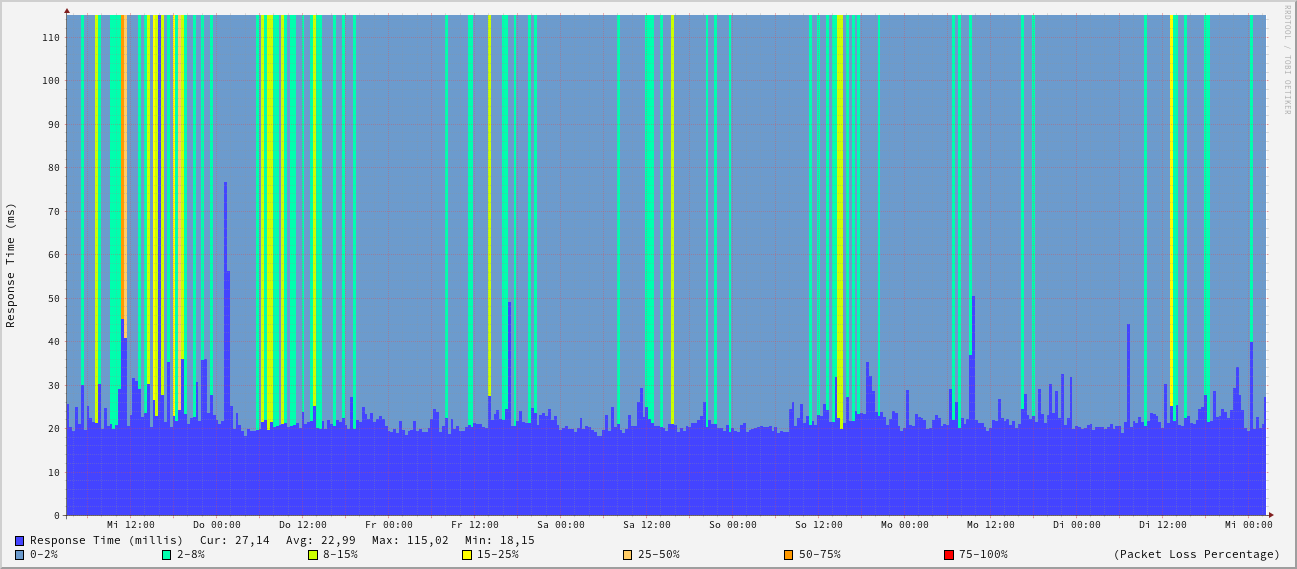 RRDTOOL / TOBI OETIKER
Response Time (ms)
110
100
90
80
70
60
50
40
30
20
10
0
Mi 12:00 Do 00:00 Do 12:00 Fr 00:00 Fr 12:00 Sa 00:00 Sa 12:00 So 00:00 So 12:00 Mo 00:00 Mo 12:00 Di 00:00 Di 12:00 Mi 00:00
Response Time (millis) Cur: 27,14 Avg: 22,99 Max: 115,02 Min: 18,15
0-2% 2-8% 8-15% 15-25% 25-50% 50-75% 75-100% (Packet Loss Percentage)